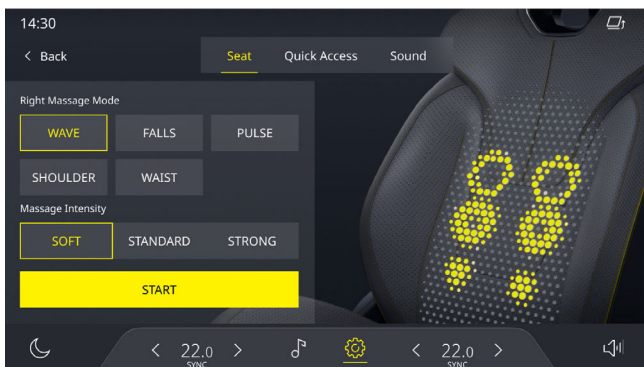 14:30
Back
Seat Quick Access Sound
Right Massage Mode
WAVE FALLS PULSE
SHOULDER WAIST
Massage Intensity
SOFT STANDARD STRONG
START
22.0 22.0
SYNC SYNC